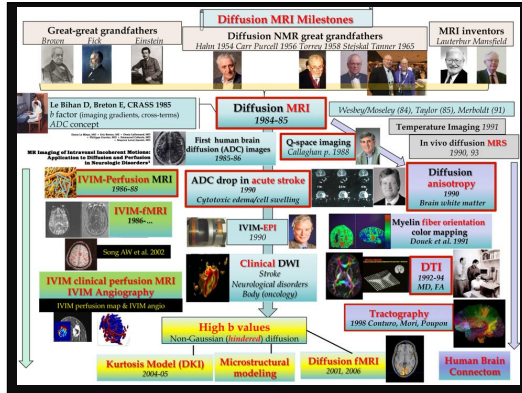 Diffusion MRI Milestones
Great-great grandfathers
Brown Fick Einstein
Diffusion NMR great grandfathers
Hahn 1954 Carr Purcell 1956 Torrey 1958 Stejskal Tanner 1965
MRI inventors
Lauterbur Mansfield
Le Bihan D, Breton E, CRASS 1985
b factor (imaging gradients, cross-terms)
ADC concept
Diffusion MRI
1984-85
Wesbey/Moseley (84), Taylor (85), Merboldt (91)
Temperature Imaging 1991
In vivo diffusion MRS
1990, 93
MR Imaging of Intravoxel Incoherent Motions:
Application to Diffusion and Perfusion
in Neurologic Disorders
First human brain
diffusion (ADC) images
1985-86
Q-space imaging
Callaghan p. 1988
IVIM-Perfusion MRI
1986-88
ADC drop in acute stroke
1990
Cytotoxic edema/cell swelling
Diffusion
anisotropy
1990
Brain white matter
IVIM-fMRI
1986-...
IVIM-EPI
1990
Myelin fiber orientation
color mapping
Douek et al. 1991
Song AW et al. 2002
Clinical DWI
Stroke
Neurological disorders
Body (oncology)
DTI
1992-94
MD, FA
IVIM clinical perfusion MRI
IVIM Angiography
IVIM perfusion map & IVIM angio
Tractography
1998 Conturo, Mori, Poupon
High b values
Non-Gaussian (hindered) diffusion
Kurtosis Model (DKI)
2004-05
Microstructural
modeling
Diffusion fMRI
2001, 2006
Human Brain
Connectom